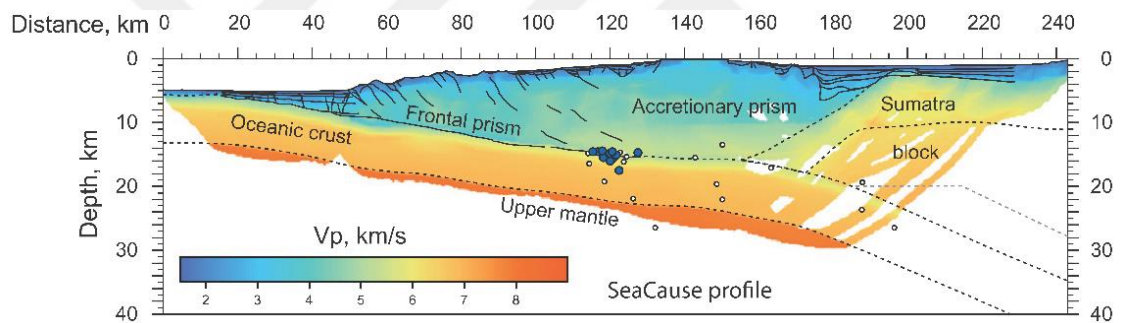 Distance, km 0 20 40 60 80 100 120 140 160 180 200 220 243
0 0
Accretionary prism Sumatra
Frontal prism
10 10
Oceanic crust block
Depth, km
20 20
Upper mantle
Vp, km/s
30 30
2 3 4 5 6 7 8
SeaCause profile
40 40